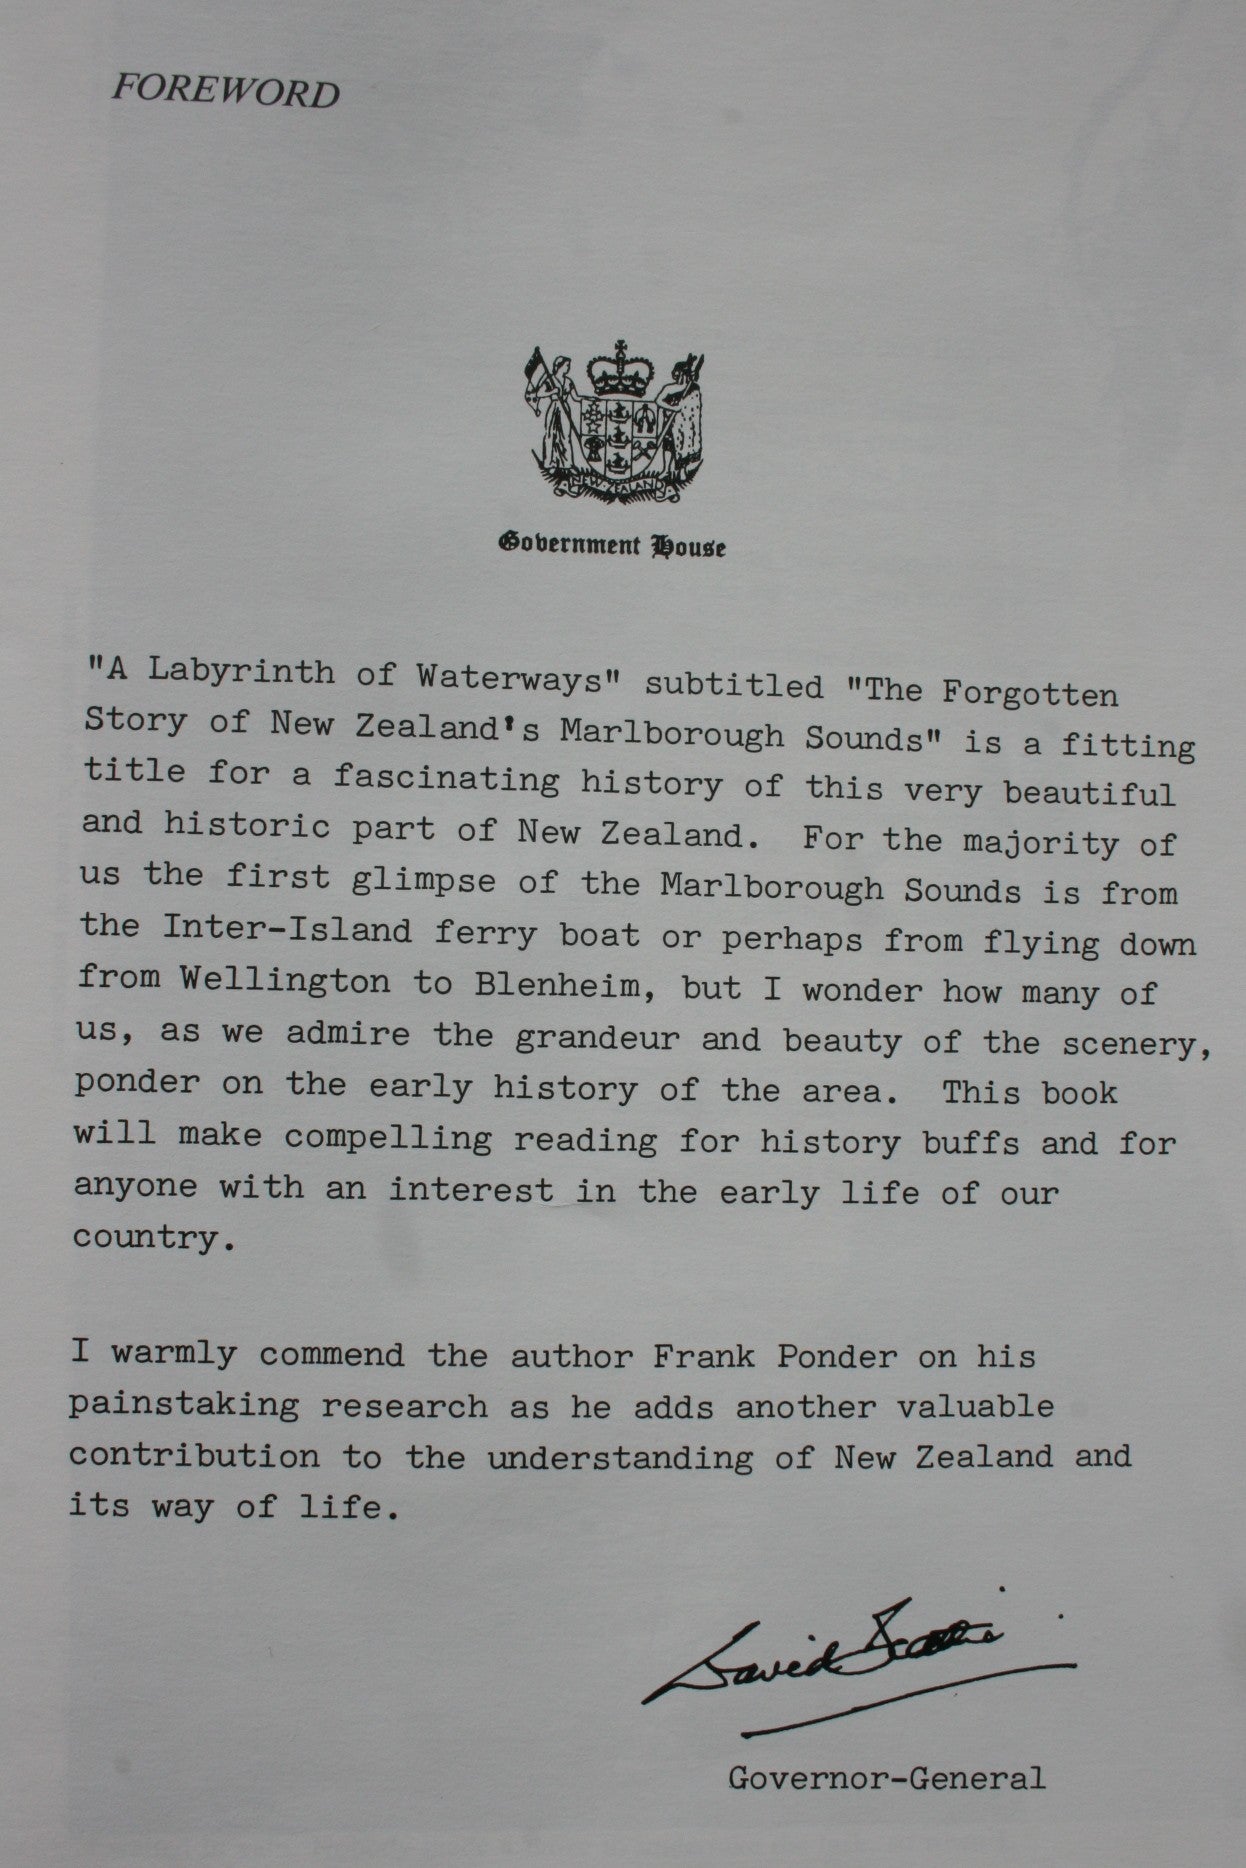 FOREWORD
NEW ZEALAND
Government House
"A Labyrinth of Waterways" subtitled "The Forgotten
Story of New Zealand's Marlborough Sounds" is a fitting
title for a fascinating history of this very beautiful
and historic part of New Zealand.  For the majority of
us the first glimpse of the Marlborough Sounds is from
the Inter-Island ferry boat or perhaps from flying down
from Wellington to Blenheim, but I wonder how many of
us, as we admire the grandeur and beauty of the scenery,
ponder on the early history of the area.  This book
will make compelling reading for history buffs and for
anyone with an interest in the early life of our
country.
I warmly commend the author Frank Ponder on his
painstaking research as he adds another valuable
contribution to the understanding of New Zealand and
its way of life.
David Beattie
Governor-General